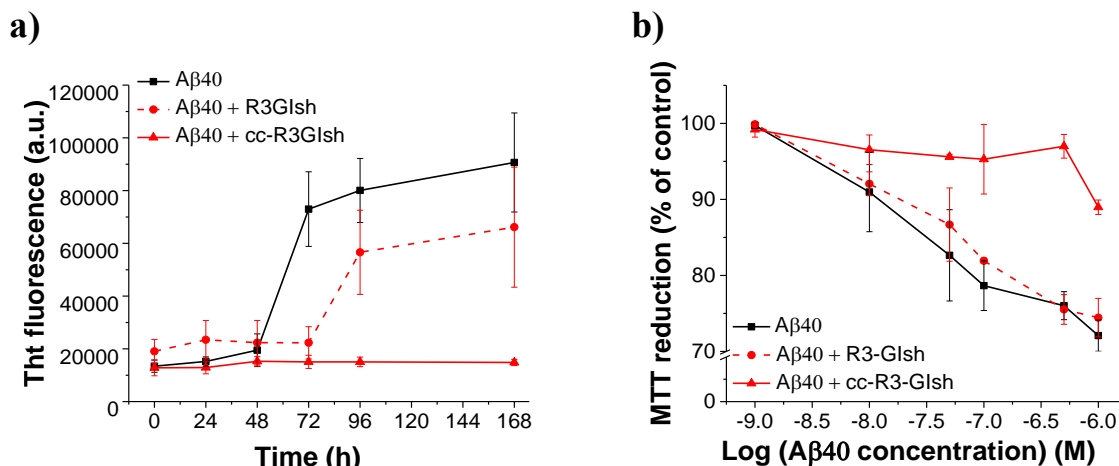 a)
Aβ40
Aβ40 + R3GIsh
Aβ40 + cc-R3GIsh
Tht fluorescence (a.u.)
120000
100000
80000
60000
40000
20000
0
0 24 48 72 96 120 144 168
Time (h)
b)
MTT reduction (% of control)
100
90
80
70
0
Aβ40
Aβ40 + R3-GIsh
Aβ40 + cc-R3-GIsh
-9.0 -8.5 -8.0 -7.5 -7.0 -6.5 -6.0
Log (Aβ40 concentration) (M)